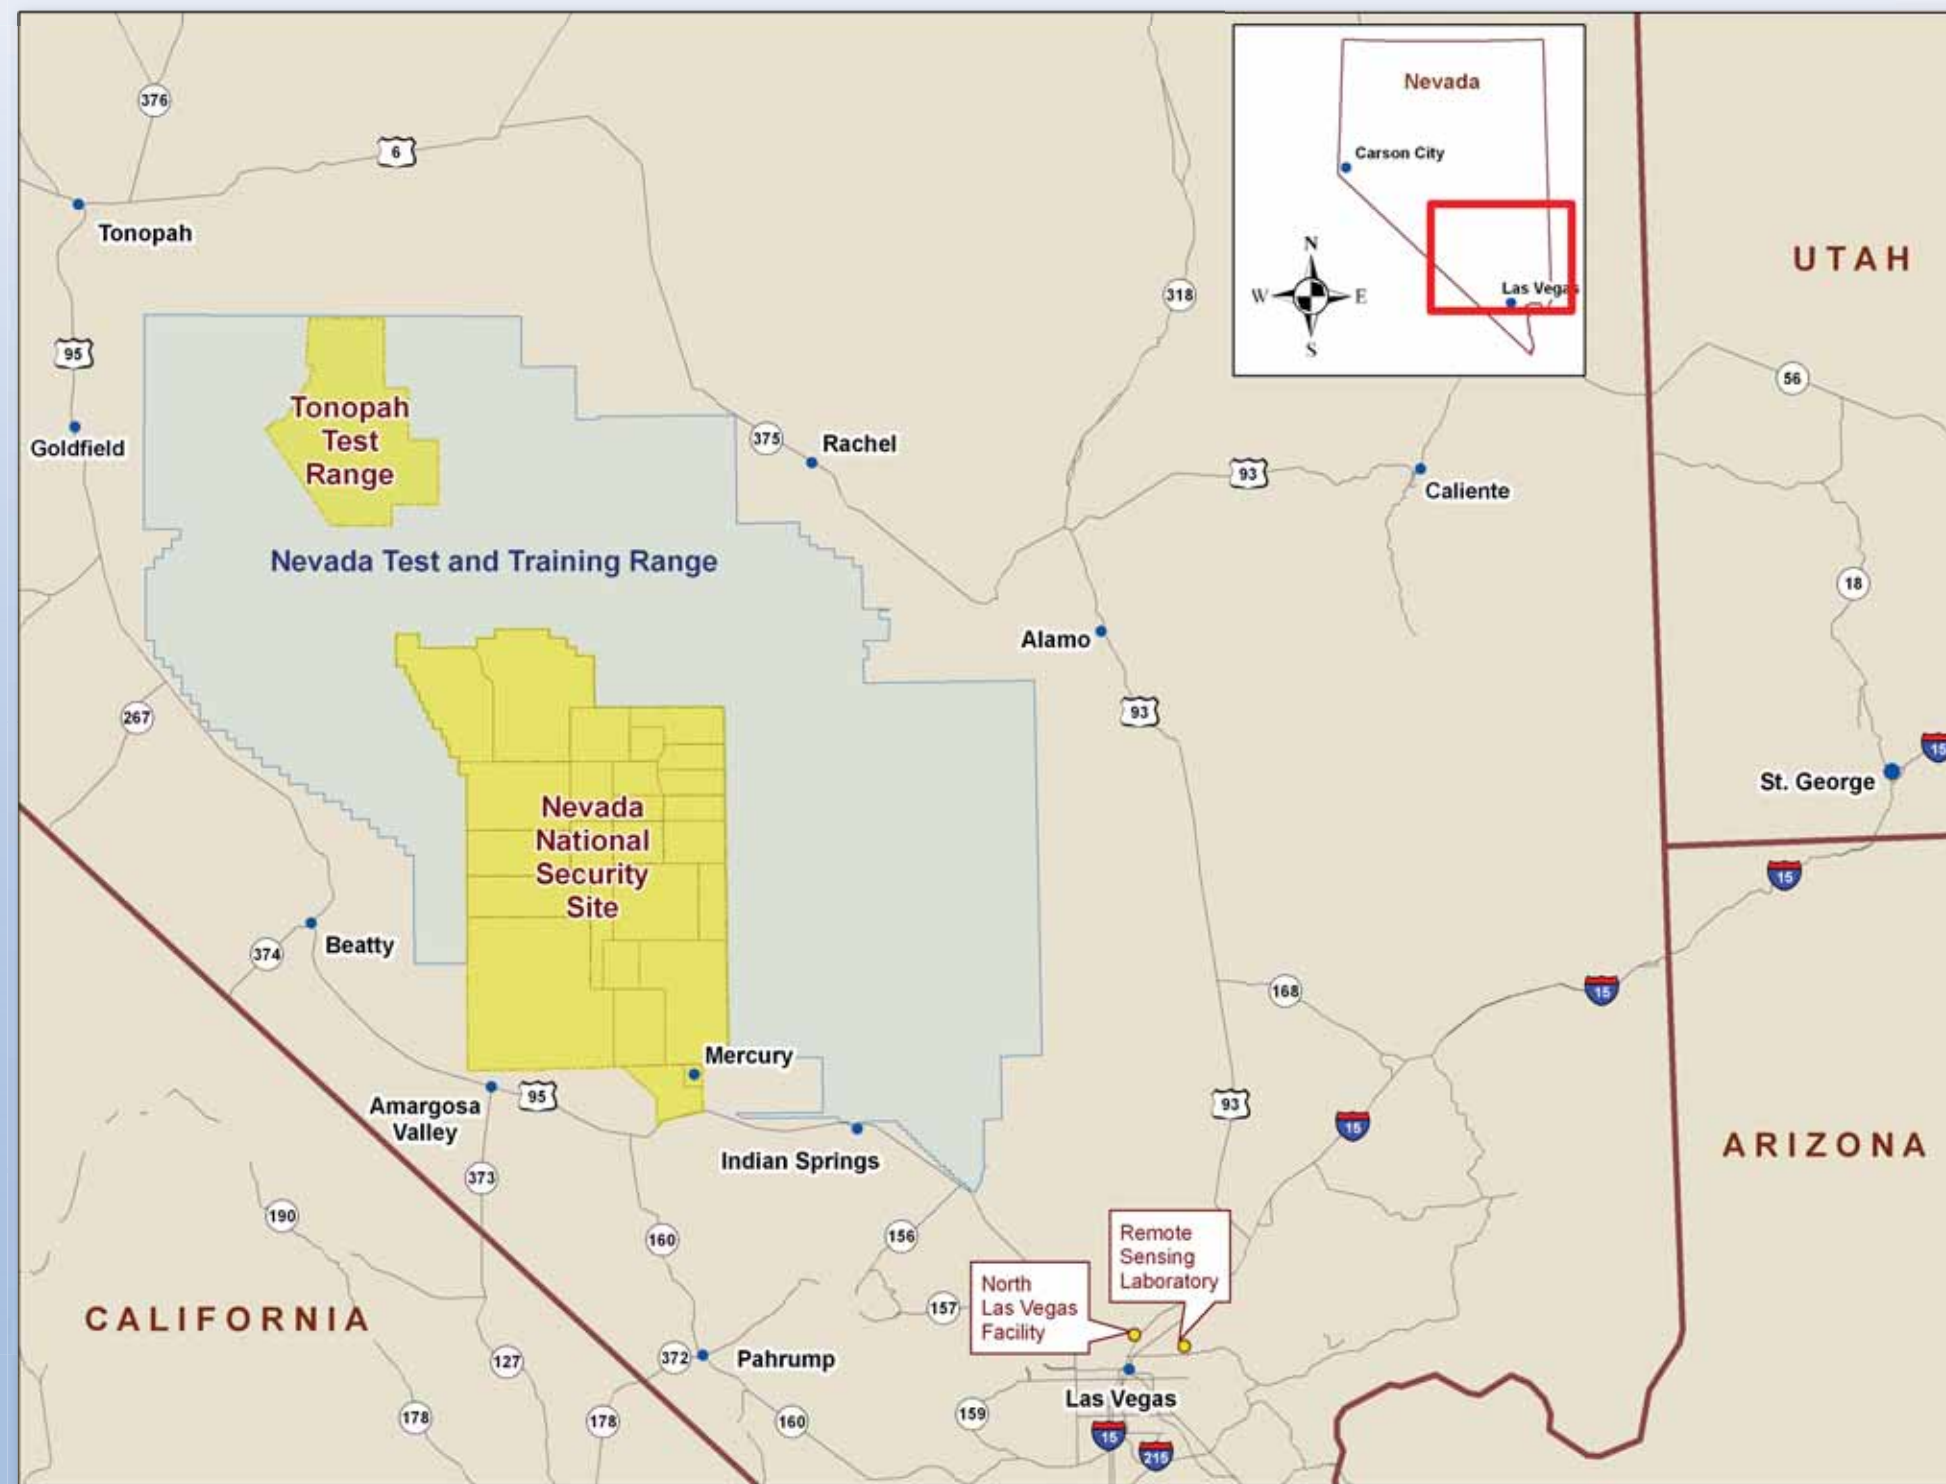 376
6
Tonopah
95
Goldfield
Tonopah
Test
Range
Nevada Test and Training Range
375
Rachel
318
Nevada
Carson City
Las Vegas
N
W
E
S
UTAH
56
93
Caliente
18
Alamo
93
267
15
St. George
15
Nevada
National
Security
Site
374
Beatty
168
15
Mercury
Amargosa
Valley
95
93
15
ARIZONA
Indian Springs
373
190
160
156
Remote
Sensing
Laboratory
North
Las Vegas
Facility
157
CALIFORNIA
127
372
Pahrump
Las Vegas
178
178
160
159
15
215